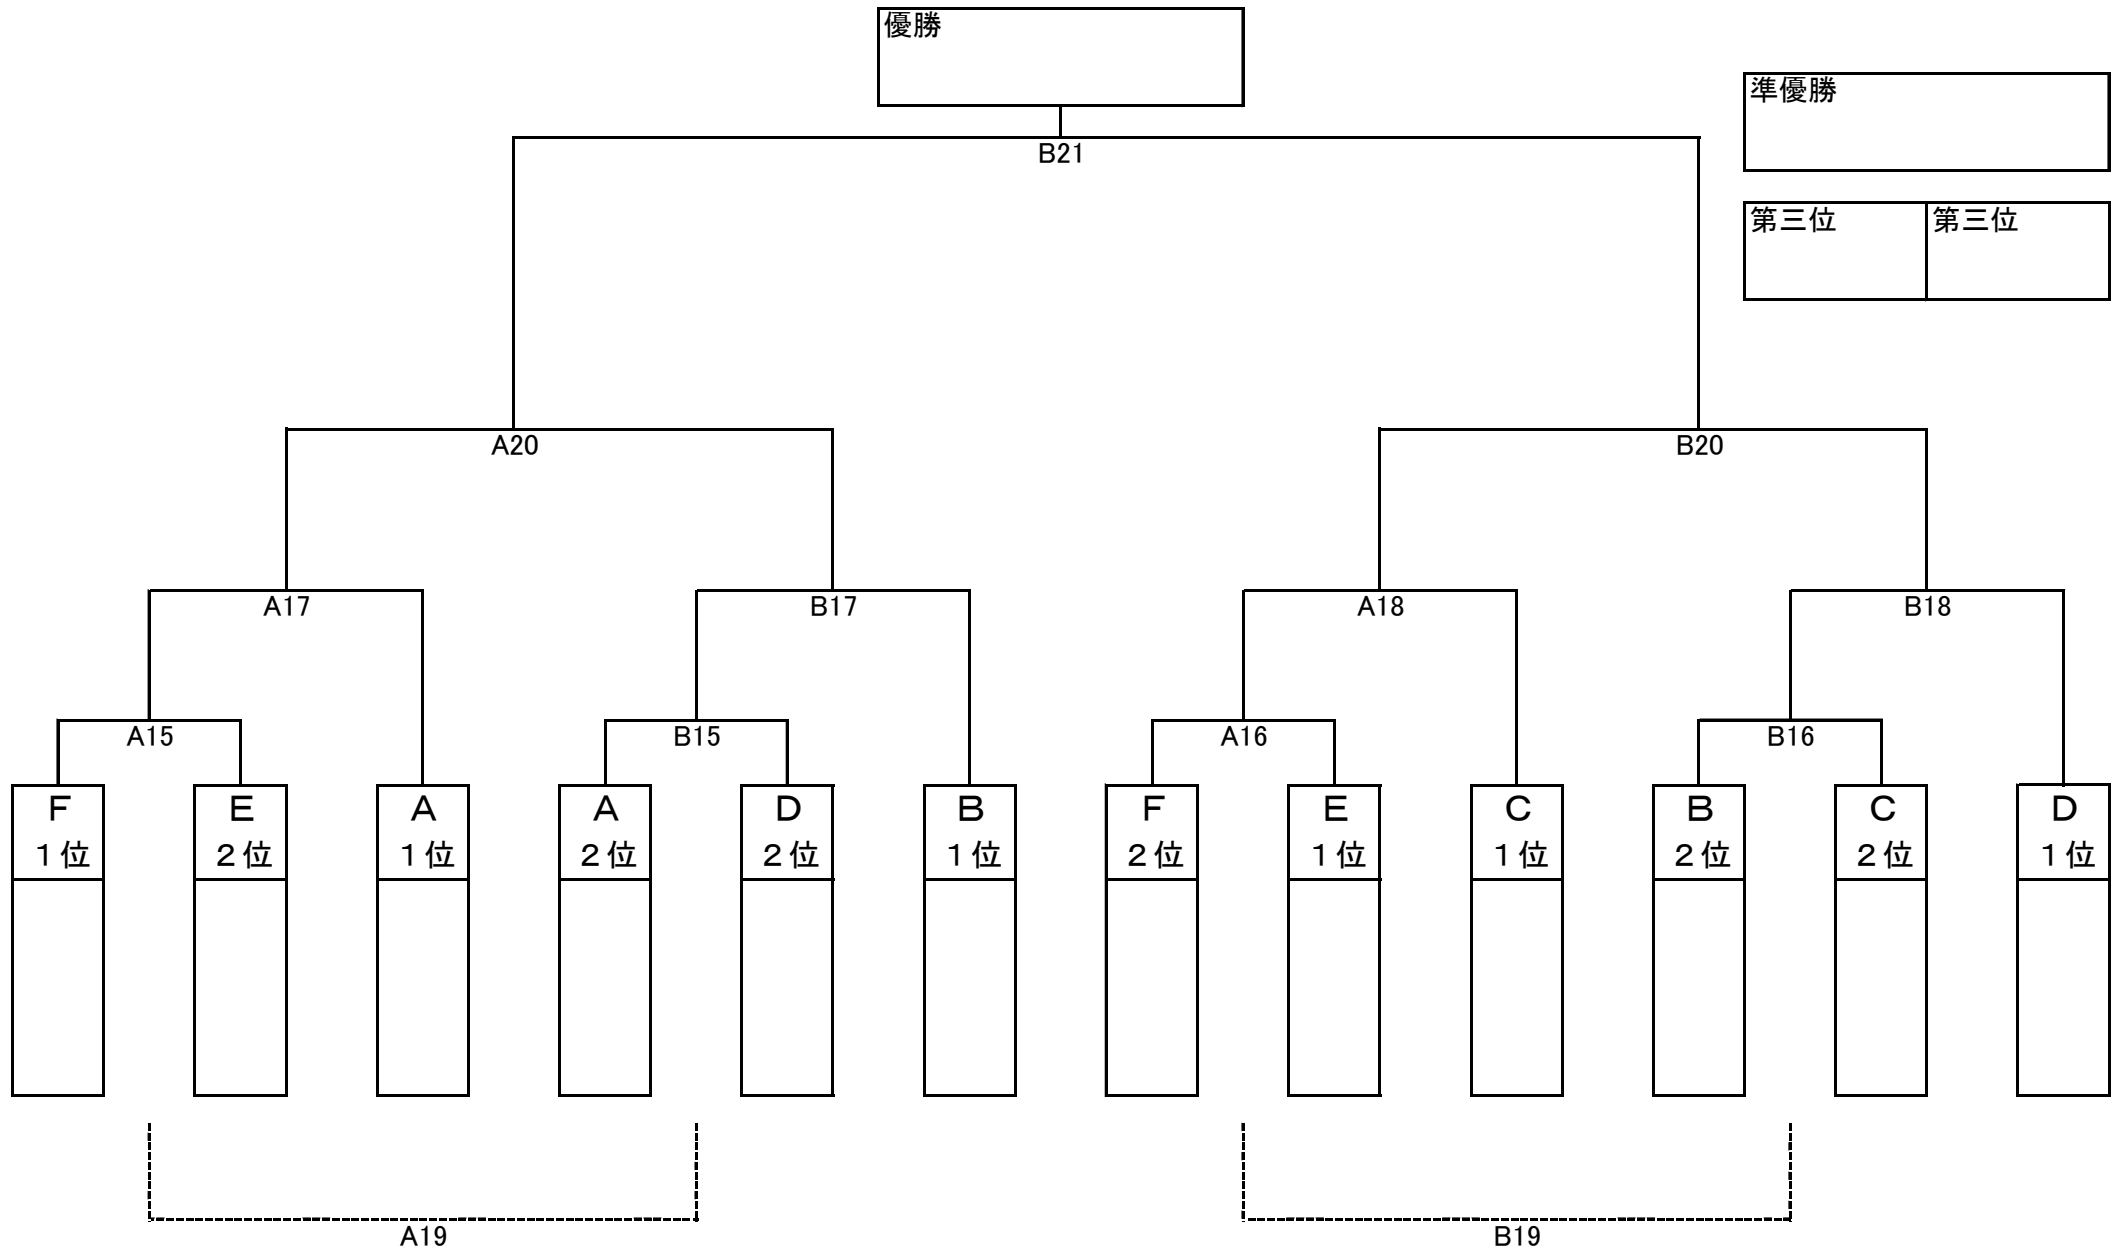 優勝
準優勝
B21
第三位 第三位
A20 B20
A17 B17 A18 B18
A15 B15 A16 B16
F E A A D B F E C B C D
１位 ２位 １位 ２位 ２位 １位 ２位 １位 １位 ２位 ２位 １位
A19 B19